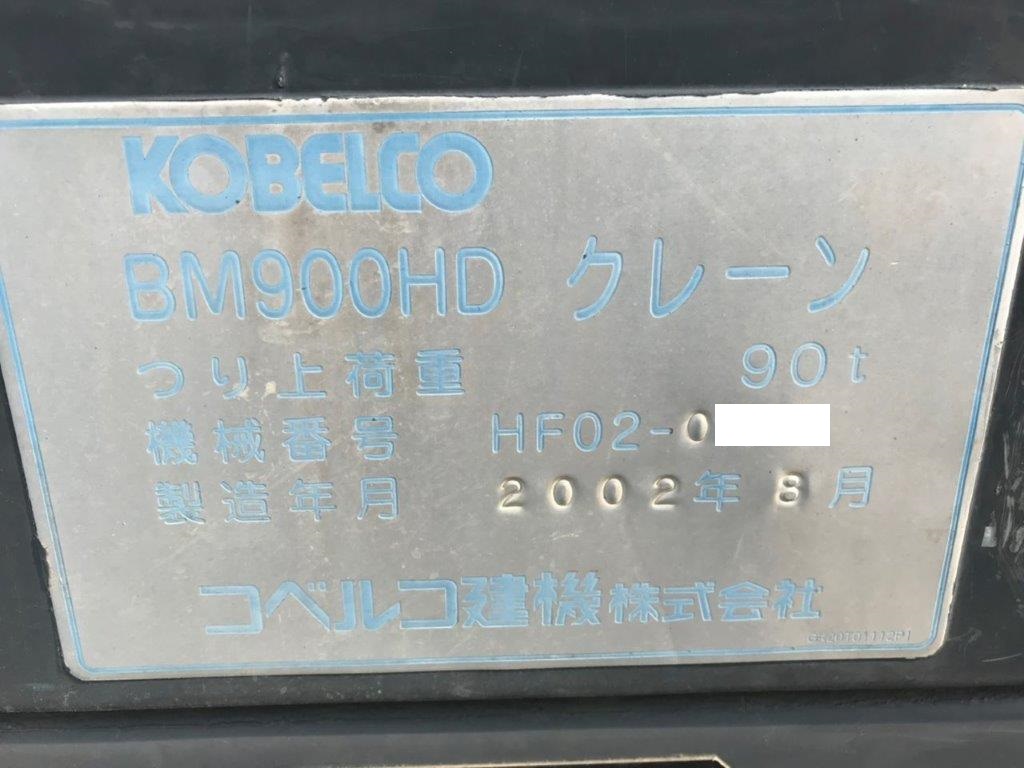 KOBELCO
BM900HD クレーン
つり上荷重 90t
機械番号 HF02-0
製造年月 2002年8月
コベルコ建機株式会社